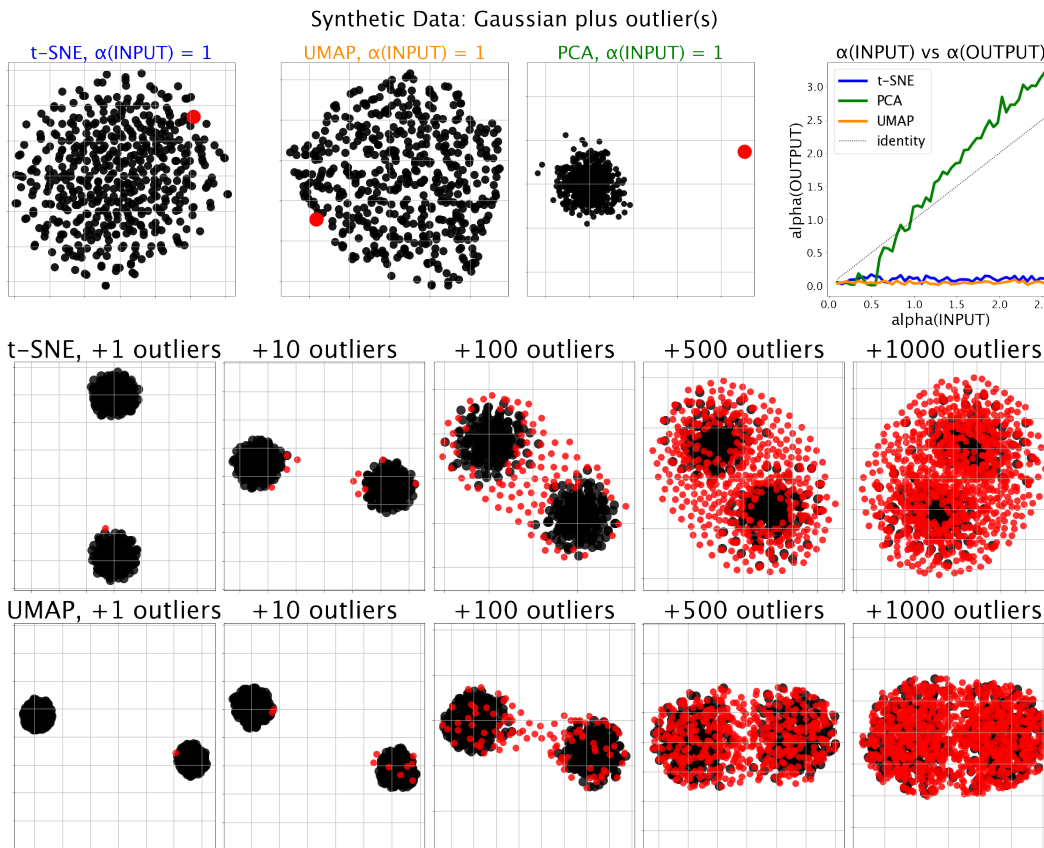 Synthetic Data: Gaussian plus outlier(s)
t-SNE, α(INPUT) = 1
UMAP, α(INPUT) = 1
PCA, α(INPUT) = 1
α(INPUT) vs α(OUTPUT)
t-SNE
PCA
UMAP
identity
alpha(OUTPUT)
3.0
2.5
2.0
1.5
1.0
0.5
0.0
0.0 0.5 1.0 1.5 2.0 2.
alpha(INPUT)
t-SNE, +1 outliers
+10 outliers
+100 outliers
+500 outliers
+1000 outliers
UMAP, +1 outliers
+10 outliers
+100 outliers
+500 outliers
+1000 outliers